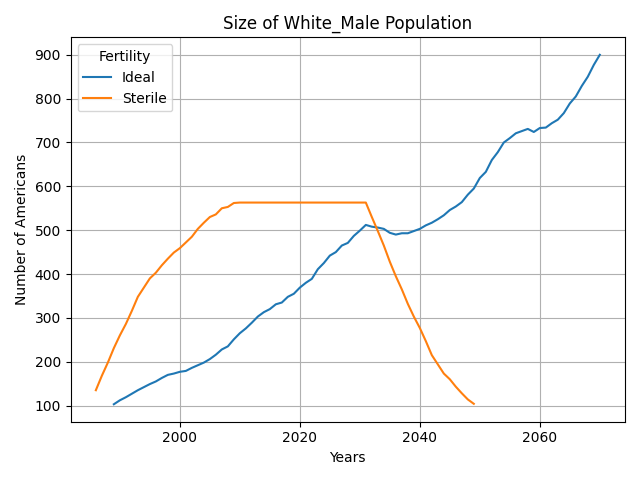 Size of White_Male Population
Number of Americans
900
800
700
600
500
400
300
200
100
Fertility
Ideal
Sterile
2000
2020
2040
2060
Years